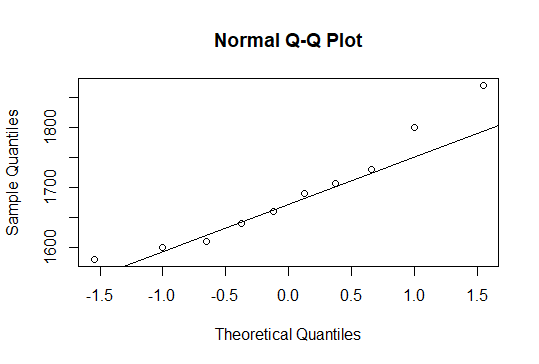 Normal Q-Q Plot
Sample Quantiles
1800
1700
1600
-1.5 -1.0 -0.5 0.0 0.5 1.0 1.5
Theoretical Quantiles